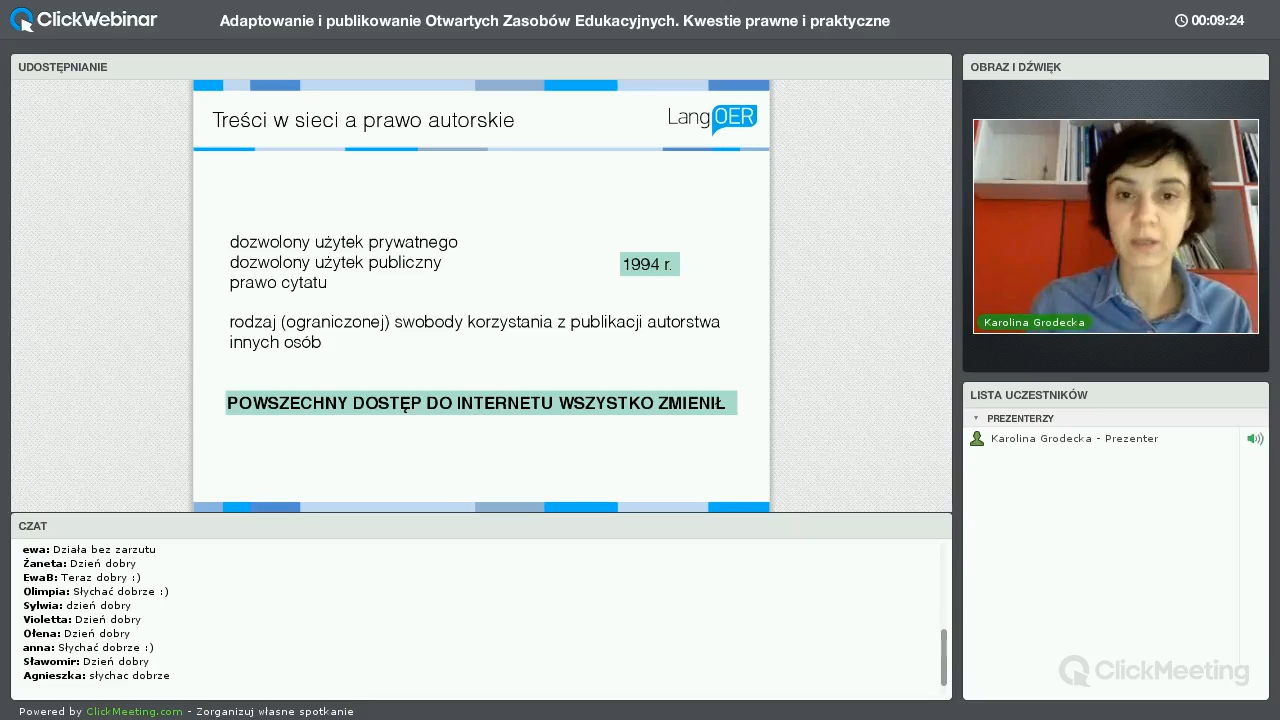 ClickWebinar
Adaptowanie i publikowanie Otwartych Zasobów Edukacyjnych. Kwestie prawne i praktyczne
00:09:24
UDOSTĘPNIANIE
Treści w sieci a prawo autorskie
LangOER
dozwolony użytek prywatnego
dozwolony użytek publiczny
prawo cytatu
1994 r.
rodzaj (ograniczonej) swobody korzystania z publikacji autorstwa
innych osób
POWSZECHNY DOSTĘP DO INTERNETU WSZYSTKO ZMIENIŁ
OBRAZ I DŹWIĘK
Karolina Grodecka
LISTA UCZESTNIKÓW
PREZENTERZY
Karolina Grodecka - Prezenter
CZAT
ewa: Działa bez zarzutu
Żaneta: Dzień dobry
EwaB: Teraz dobry :)
Olimpia: Słychać dobrze :)
Sylwia: dzień dobry
Violetta: Dzień dobry
Ołena: Dzień dobry
anna: Słychać dobrze :)
Sławomir: Dzień dobry
Agnieszka: słychac dobrze
ClickMeeting
Powered by ClickMeeting.com - Zorganizuj własne spotkanie